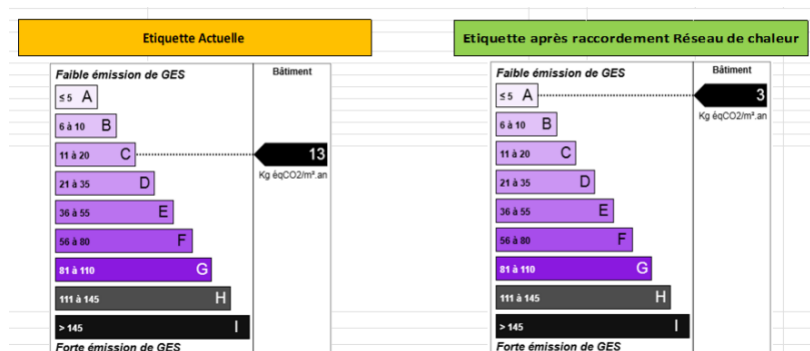 Etiquette Actuelle
Faible émission de GES
Bâtiment
≤ 5 A
6 à 10 B
11 à 20 C
13
Kg éqCO2/m².an
21 à 35 D
36 à 55 E
56 à 80 F
81 à 110 G
111 à 145 H
> 145 I
Forte émission de GES
Etiquette après raccordement Réseau de chaleur
Faible émission de GES
Bâtiment
≤ 5 A
3
Kg éqCO2/m².an
6 à 10 B
11 à 20 C
21 à 35 D
36 à 55 E
56 à 80 F
81 à 110 G
111 à 145 H
> 145 I
Forte émission de GES